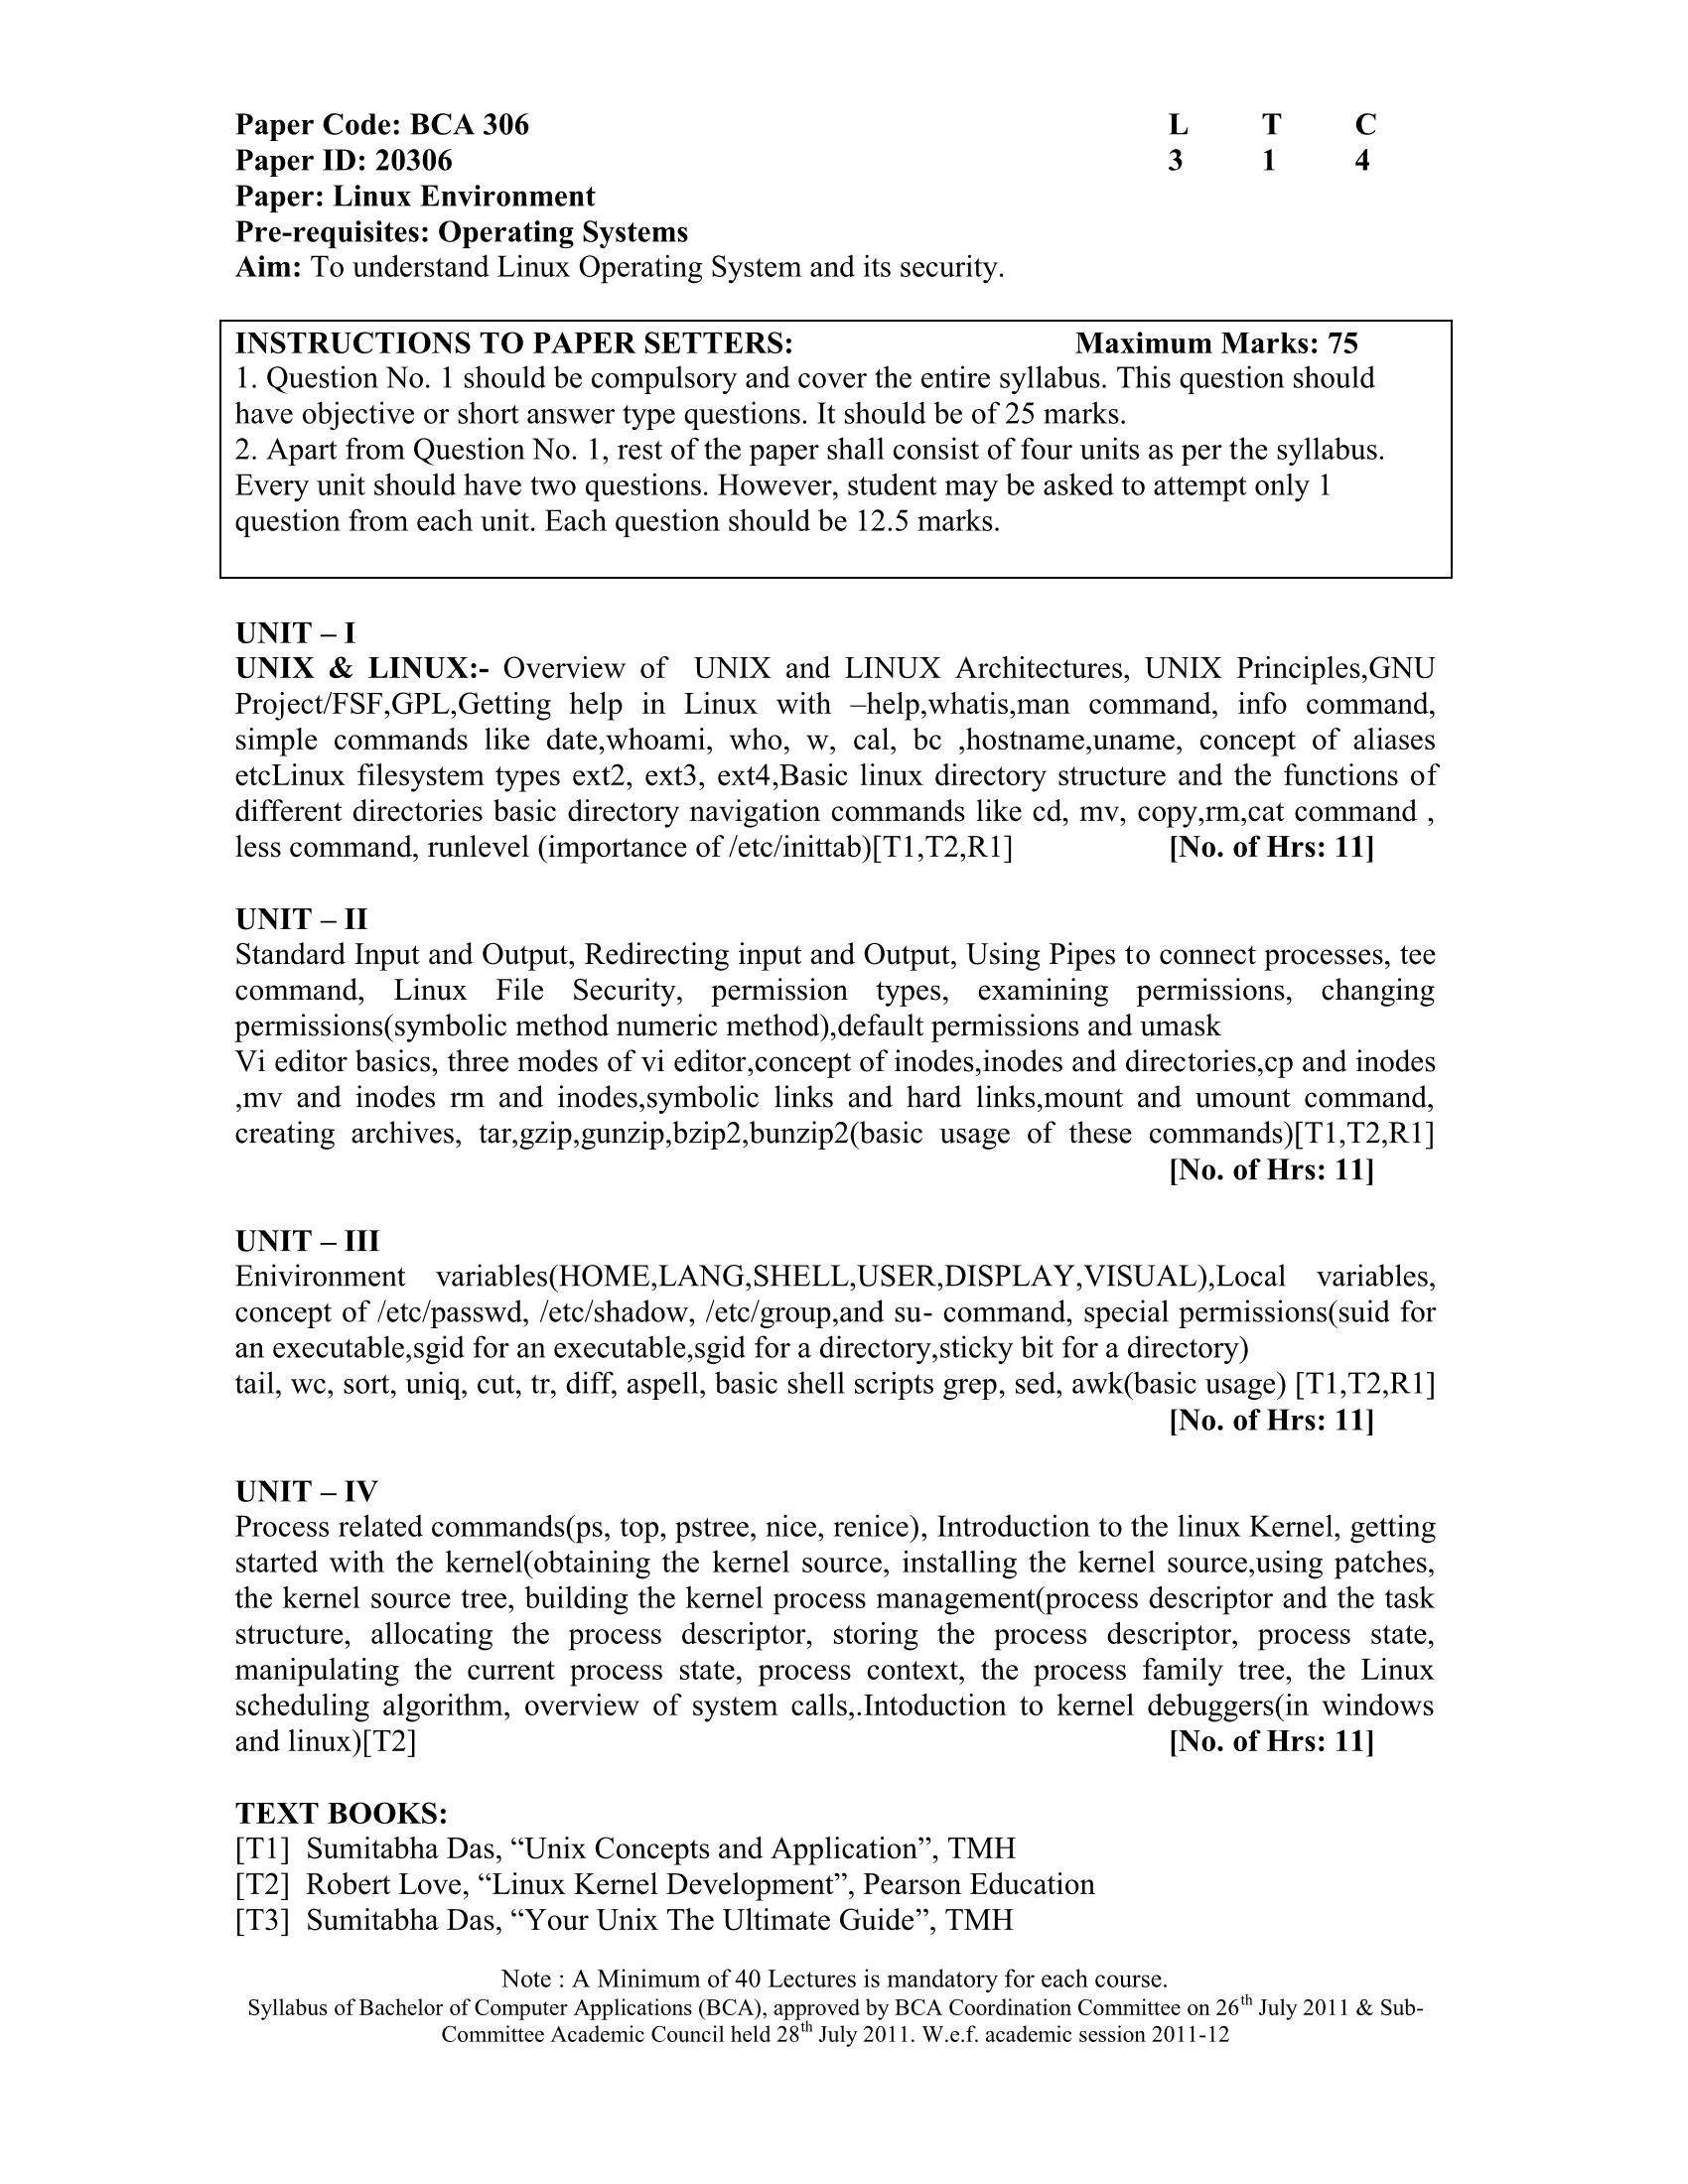 Paper Code: BCA 306 L T C
Paper ID: 20306 3 1 4
Paper: Linux Environment
Pre-requisites: Operating Systems
Aim: To understand Linux Operating System and its security.
INSTRUCTIONS TO PAPER SETTERS: Maximum Marks: 75
1. Question No. 1 should be compulsory and cover the entire syllabus. This question should
have objective or short answer type questions. It should be of 25 marks.
2. Apart from Question No. 1, rest of the paper shall consist of four units as per the syllabus.
Every unit should have two questions. However, student may be asked to attempt only 1
question from each unit. Each question should be 12.5 marks.
UNIT – I
UNIX & LINUX:- Overview of UNIX and LINUX Architectures, UNIX Principles,GNU
Project/FSF,GPL,Getting help in Linux with –help,whatis,man command, info command,
simple commands like date,whoami, who, w, cal, bc ,hostname,uname, concept of aliases
etcLinux filesystem types ext2, ext3, ext4,Basic linux directory structure and the functions of
different directories basic directory navigation commands like cd, mv, copy,rm,cat command ,
less command, runlevel (importance of /etc/inittab)[T1,T2,R1] [No. of Hrs: 11]
UNIT – II
Standard Input and Output, Redirecting input and Output, Using Pipes to connect processes, tee
command, Linux File Security, permission types, examining permissions, changing
permissions(symbolic method numeric method),default permissions and umask
Vi editor basics, three modes of vi editor,concept of inodes,inodes and directories,cp and inodes
,mv and inodes rm and inodes,symbolic links and hard links,mount and umount command,
creating archives, tar,gzip,gunzip,bzip2,bunzip2(basic usage of these commands)[T1,T2,R1]
[No. of Hrs: 11]
UNIT – III
Enivironment variables(HOME,LANG,SHELL,USER,DISPLAY,VISUAL),Local variables,
concept of /etc/passwd, /etc/shadow, /etc/group,and su- command, special permissions(suid for
an executable,sgid for an executable,sgid for a directory,sticky bit for a directory)
tail, wc, sort, uniq, cut, tr, diff, aspell, basic shell scripts grep, sed, awk(basic usage) [T1,T2,R1]
[No. of Hrs: 11]
UNIT – IV
Process related commands(ps, top, pstree, nice, renice), Introduction to the linux Kernel, getting
started with the kernel(obtaining the kernel source, installing the kernel source,using patches,
the kernel source tree, building the kernel process management(process descriptor and the task
structure, allocating the process descriptor, storing the process descriptor, process state,
manipulating the current process state, process context, the process family tree, the Linux
scheduling algorithm, overview of system calls,.Intoduction to kernel debuggers(in windows
and linux)[T2] [No. of Hrs: 11]
TEXT BOOKS:
[T1] Sumitabha Das, “Unix Concepts and Application”, TMH
[T2] Robert Love, “Linux Kernel Development”, Pearson Education
[T3] Sumitabha Das, “Your Unix The Ultimate Guide”, TMH
Note : A Minimum of 40 Lectures is mandatory for each course.
Syllabus of Bachelor of Computer Applications (BCA), approved by BCA Coordination Committee on 26th July 2011 & Sub-
Committee Academic Council held 28th July 2011. W.e.f. academic session 2011-12